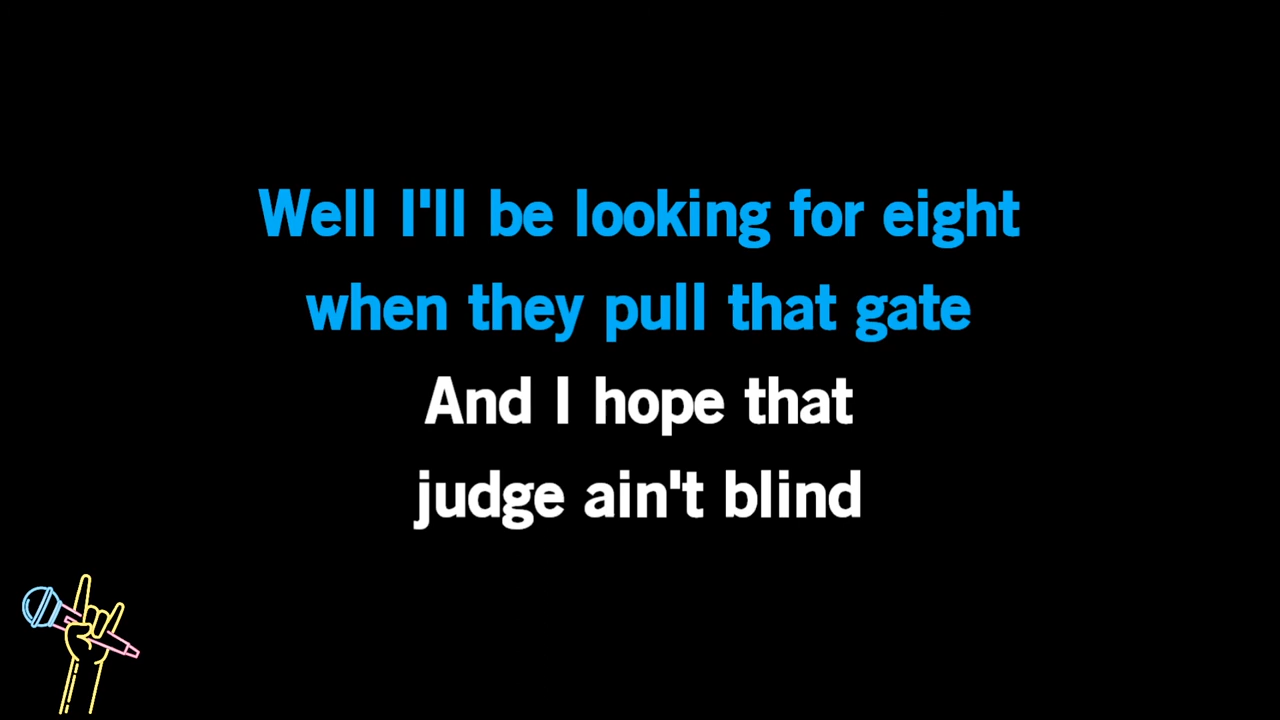 Well I'll be looking for eight
when they pull that gate
And I hope that
judge ain't blind